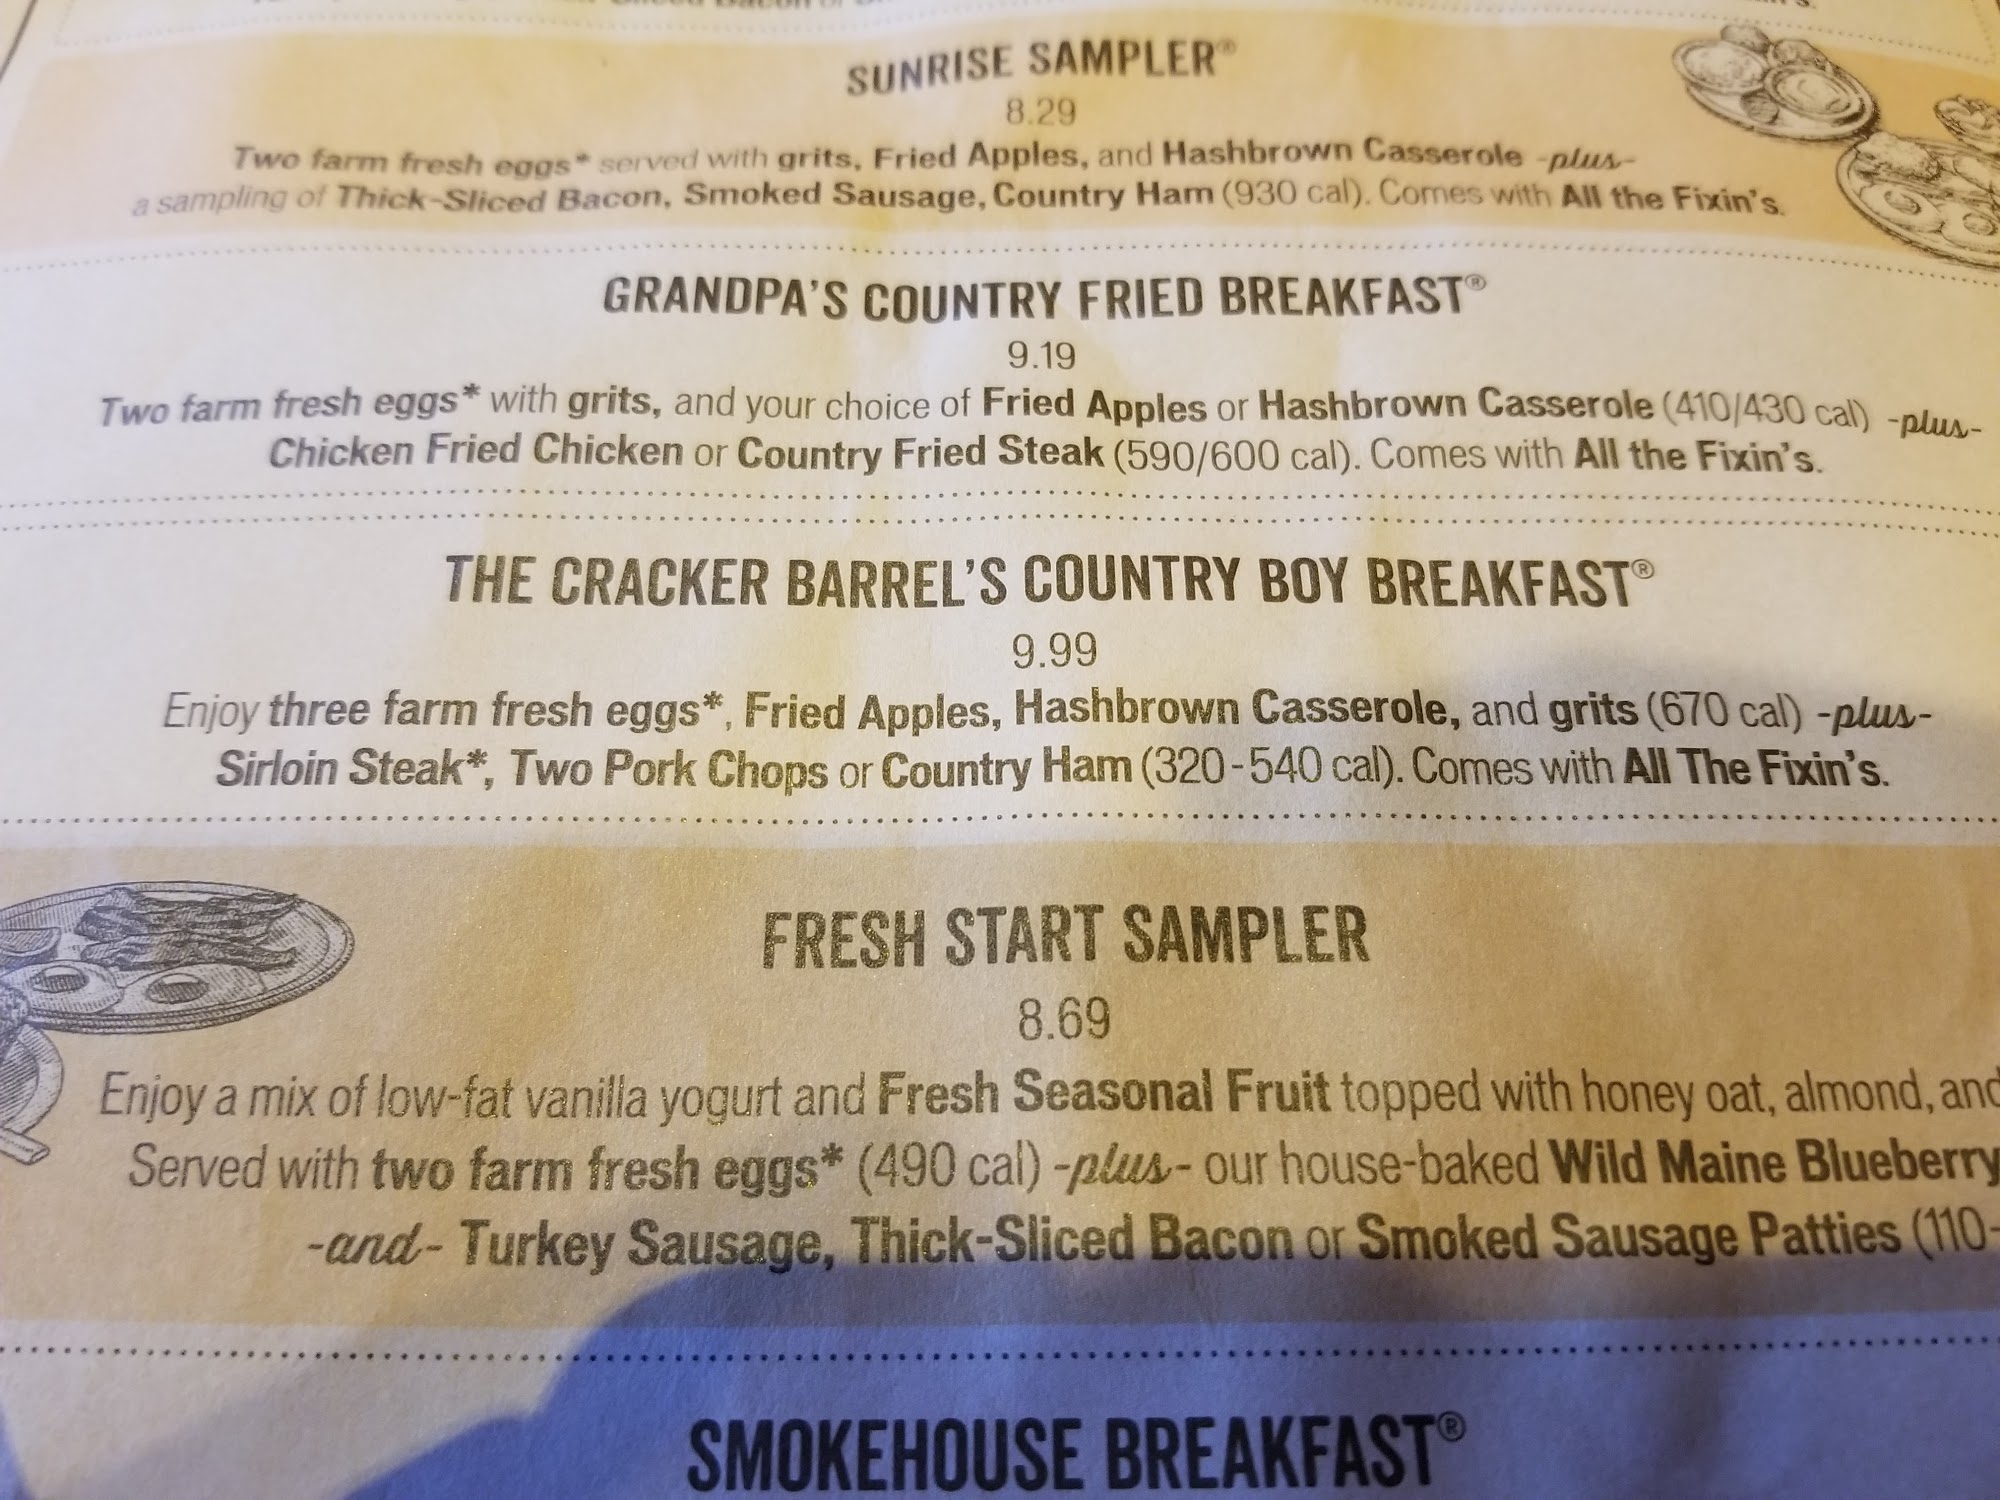 SUNRISE SAMPLER®
8.29
Two farm fresh eggs* served with grits, Fried Apples, and Hashbrown Casserole -plus-
a sampling of Thick-Sliced Bacon, Smoked Sausage, Country Ham (930 cal). Comes with All the Fixin's.
GRANDPA'S COUNTRY FRIED BREAKFAST®
9.19
Two farm fresh eggs* with grits, and your choice of Fried Apples or Hashbrown Casserole (410/430 cal) -plus-
Chicken Fried Chicken or Country Fried Steak (590/600 cal). Comes with All the Fixin's.
THE CRACKER BARREL'S COUNTRY BOY BREAKFAST®
9.99
Enjoy three farm fresh eggs*, Fried Apples, Hashbrown Casserole, and grits (670 cal) -plus-
Sirloin Steak*, Two Pork Chops or Country Ham (320-540 cal). Comes with All The Fixin's.
FRESH START SAMPLER
8.69
Enjoy a mix of low-fat vanilla yogurt and Fresh Seasonal Fruit topped with honey oat, almond, and
Served with two farm fresh eggs* (490 cal) -plus- our house-baked Wild Maine Blueberry
-and- Turkey Sausage, Thick-Sliced Bacon or Smoked Sausage Patties (110-
SMOKEHOUSE BREAKFAST®